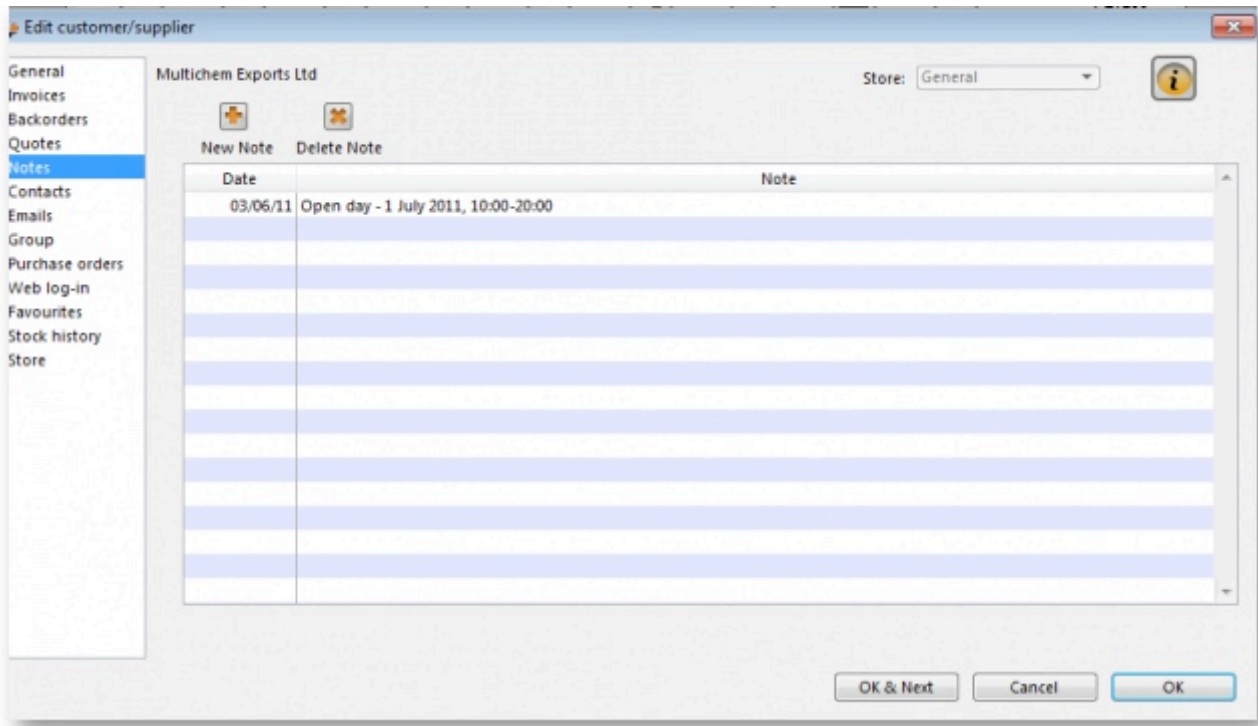 Edit customer/supplier
General
Invoices
Backorders
Quotes
Notes
Contacts
Emails
Group
Purchase orders
Web log-in
Favourites
Stock history
Store
Multichem Exports Ltd
Store: General
New Note Delete Note
Date Note
03/06/11 Open day - 1 July 2011, 10:00-20:00
OK & Next Cancel OK